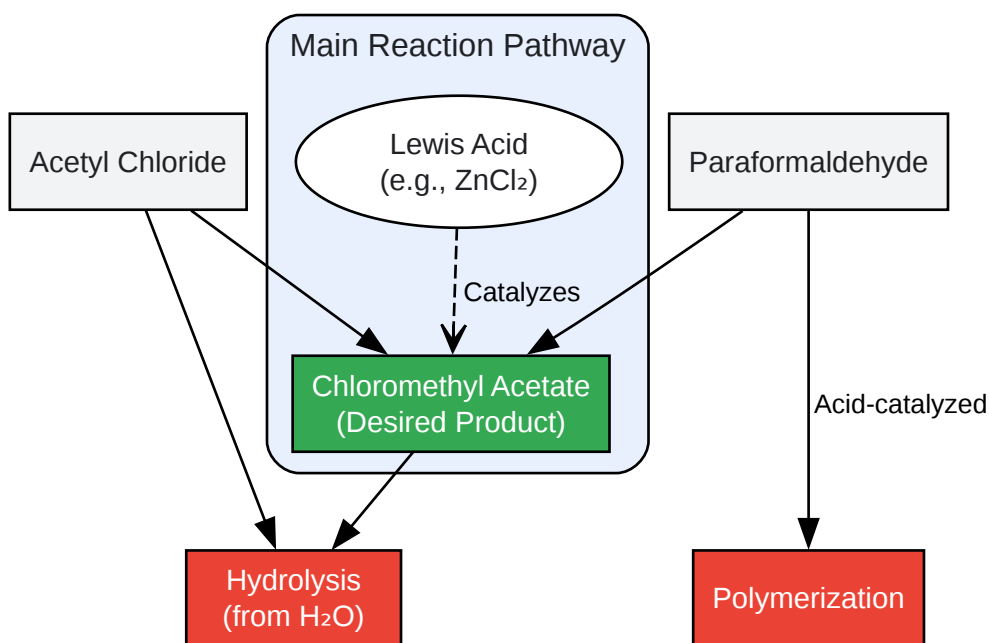 Main Reaction Pathway
Acetyl Chloride
Lewis Acid
(e.g., ZnCl₂)
Paraformaldehyde
Catalyzes
Chloromethyl Acetate
(Desired Product)
Acid-catalyzed
Hydrolysis
(from H₂O)
Polymerization